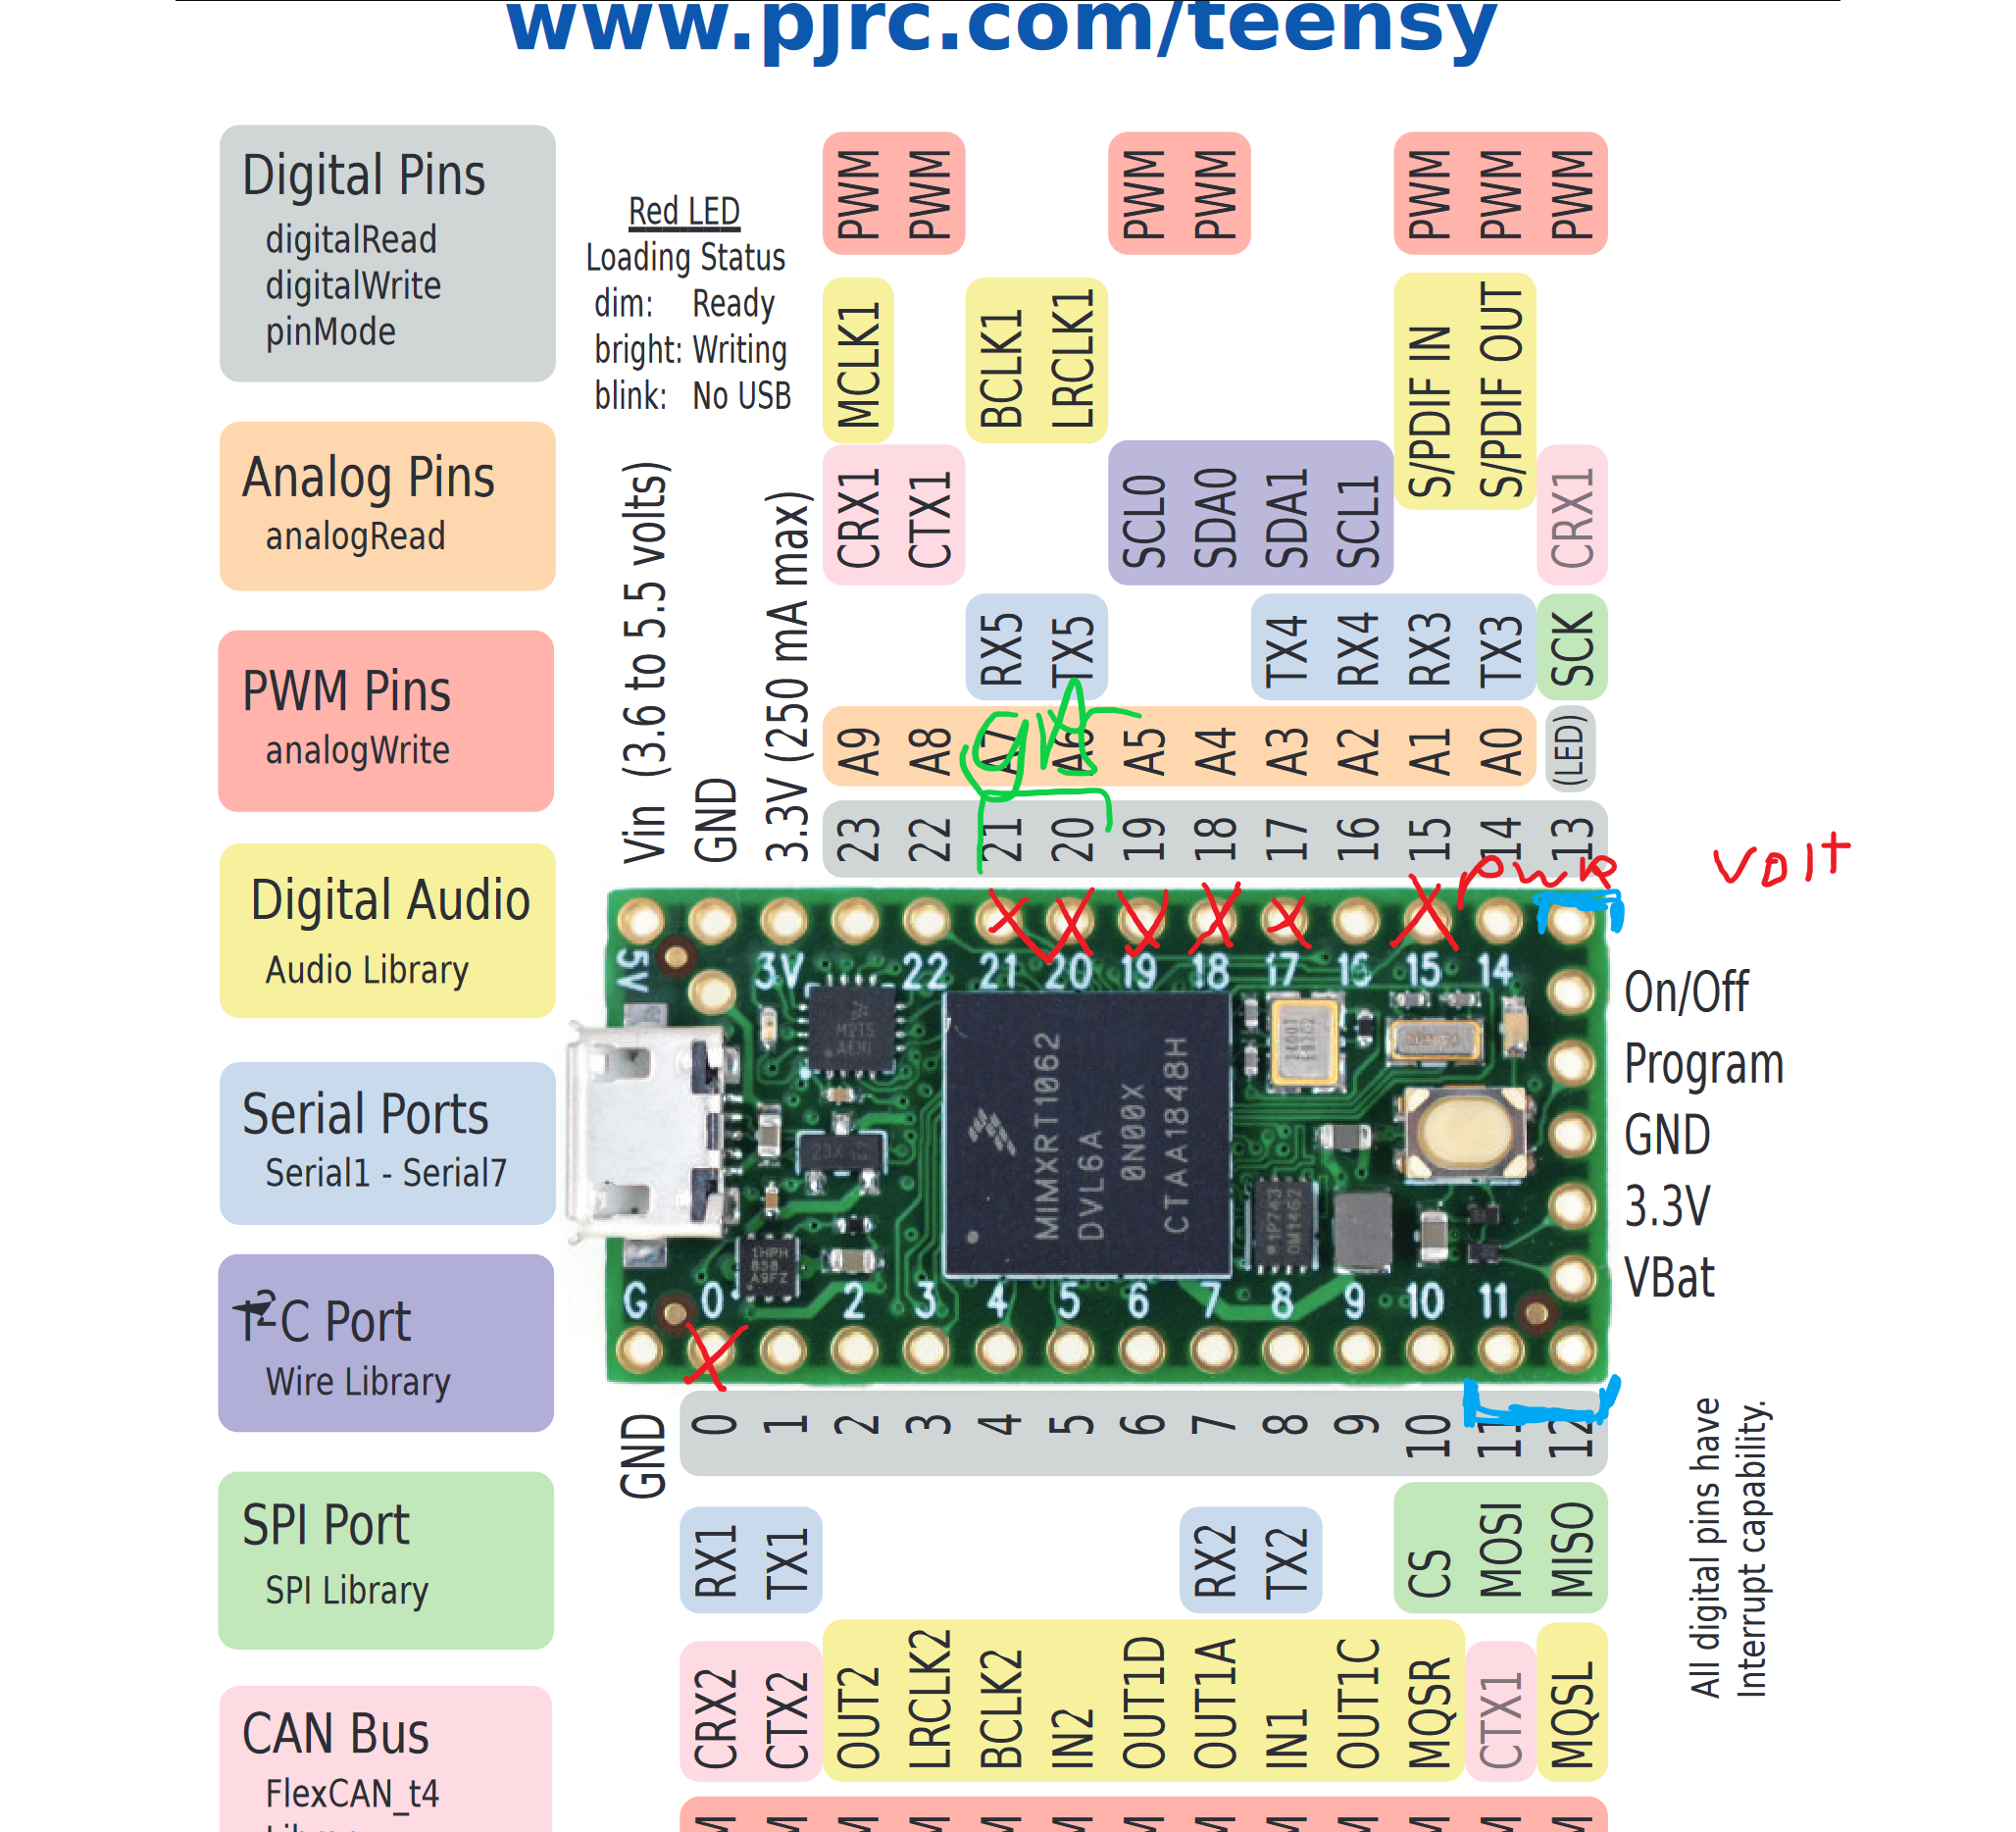 www.pjrc.com/teensy
Digital Pins
digitalRead
digitalWrite
pinMode
Analog Pins
analogRead
PWM Pins
analogWrite
Digital Audio
Audio Library
Serial Ports
Serial1 - Serial7
I²C Port
Wire Library
SPI Port
SPI Library
CAN Bus
FlexCAN_t4
Red LED
Loading Status
dim: Ready
bright: Writing
blink: No USB
PWM PWM PWM PWM PWM PWM PWM
MCLK1 BCLK1 LRCLK1 S/PDIF IN S/PDIF OUT
CRX1 CTX1 SCL0 SDA0 SDA1 SCL1 CRX1
RX5 TX5 TX4 RX4 RX3 TX3 SCK
A9 A8 A7 A6 A5 A4 A3 A2 A1 A0 (LED)
Vin (3.6 to 5.5 volts)
GND
3.3V (250 mA max)
23 22 21 20 19 18 17 16 15 14 13
volt
5V 3V 22 21 20 19 18 17 16 15 14
MIMXRT1062
DVL6A
0N00X
CTAA1848H
On/Off
Program
GND
3.3V
VBat
G 0 2 3 4 5 6 7 8 9 10 11
GND
0 1 2 3 4 5 6 7 8 9 10 11 12
RX1 TX1 RX2 TX2 CS MOSI MISO
CRX2 CTX2 OUT2 LRCLK2 BCLK2 IN2 OUT1D OUT1A IN1 OUT1C MQSR CTX1 MQSL
All digital pins have
Interrupt capability.